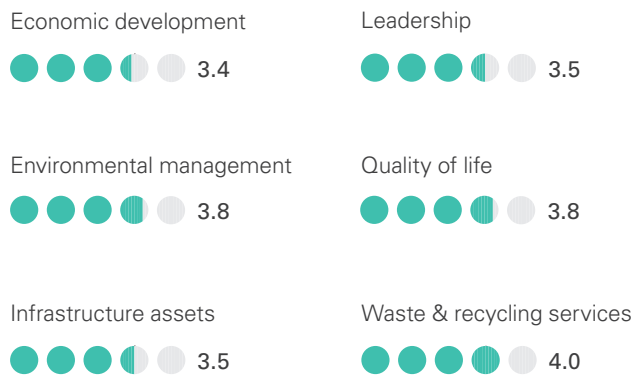 Economic development
3.4
Leadership
3.5
Environmental management
3.8
Quality of life
3.8
Infrastructure assets
3.5
Waste & recycling services
4.0